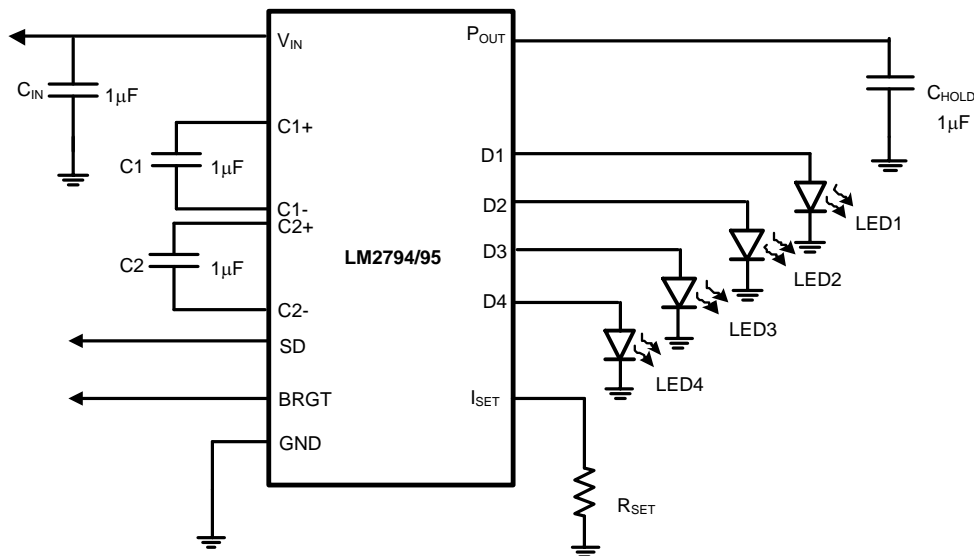 V_IN
P_OUT
C_IN
1μF
C_HOLD
1μF
C1+
C1
1μF
D1
C1-
C2+
D2
LED1
C2
1μF
LM2794/95
D3
LED2
C2-
D4
LED3
SD
LED4
BRGT
I_SET
GND
R_SET